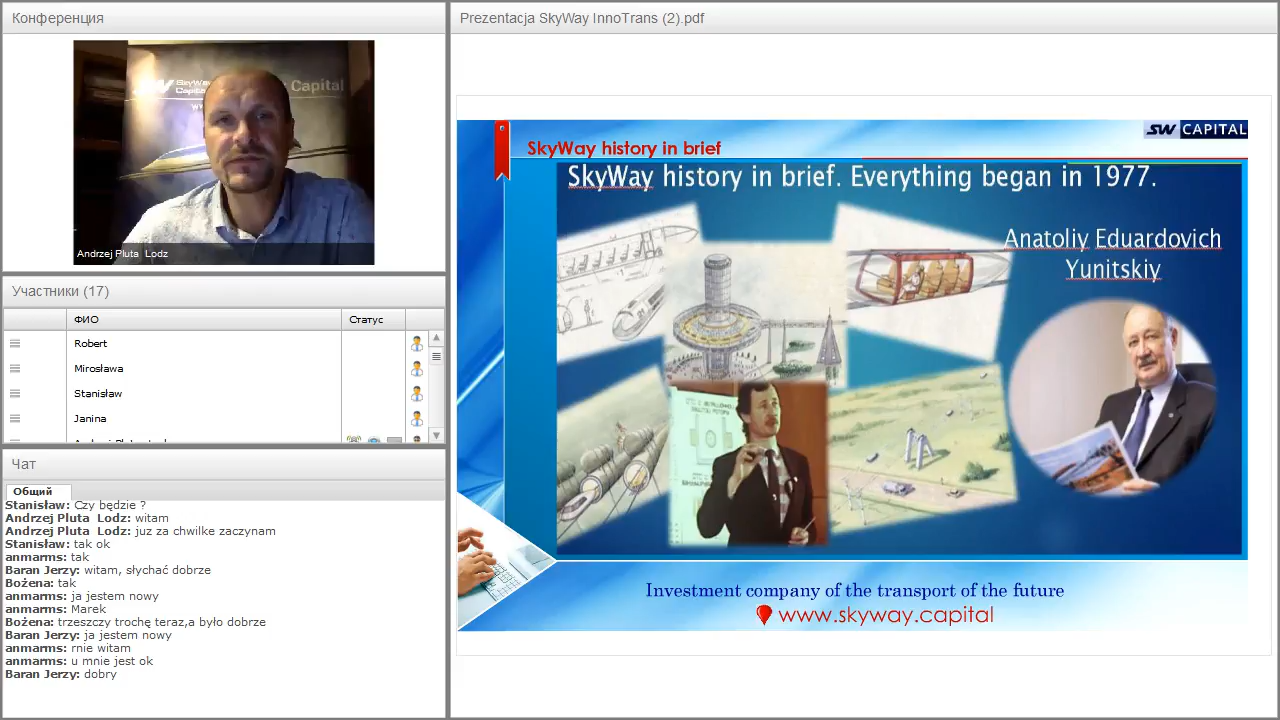 Конференция
SkyWay Capital
Andrzej Pluta Lodz
Участники (17)
ФИО
Статус
Robert
Mirosława
Stanisław
Janina
Чат
Общий
Stanisław: Czy będzie ?
Andrzej Pluta Lodz: witam
Andrzej Pluta Lodz: juz za chwilke zaczynam
Stanisław: tak ok
anmarms: tak
Baran Jerzy: witam, słychać dobrze
Bożena: tak
anmarms: ja jestem nowy
anmarms: Marek
Bożena: trzeszczy trochę teraz,a było dobrze
Baran Jerzy: ja jestem nowy
anmarms: rnie witam
anmarms: u mnie jest ok
Baran Jerzy: dobry
Prezentacja SkyWay InnoTrans (2).pdf
SW CAPITAL
SkyWay history in brief
SkyWay history in brief. Everything began in 1977.
Anatoliy Eduardovich
Yunitskiy
Investment company of the transport of the future
www.skyway.capital